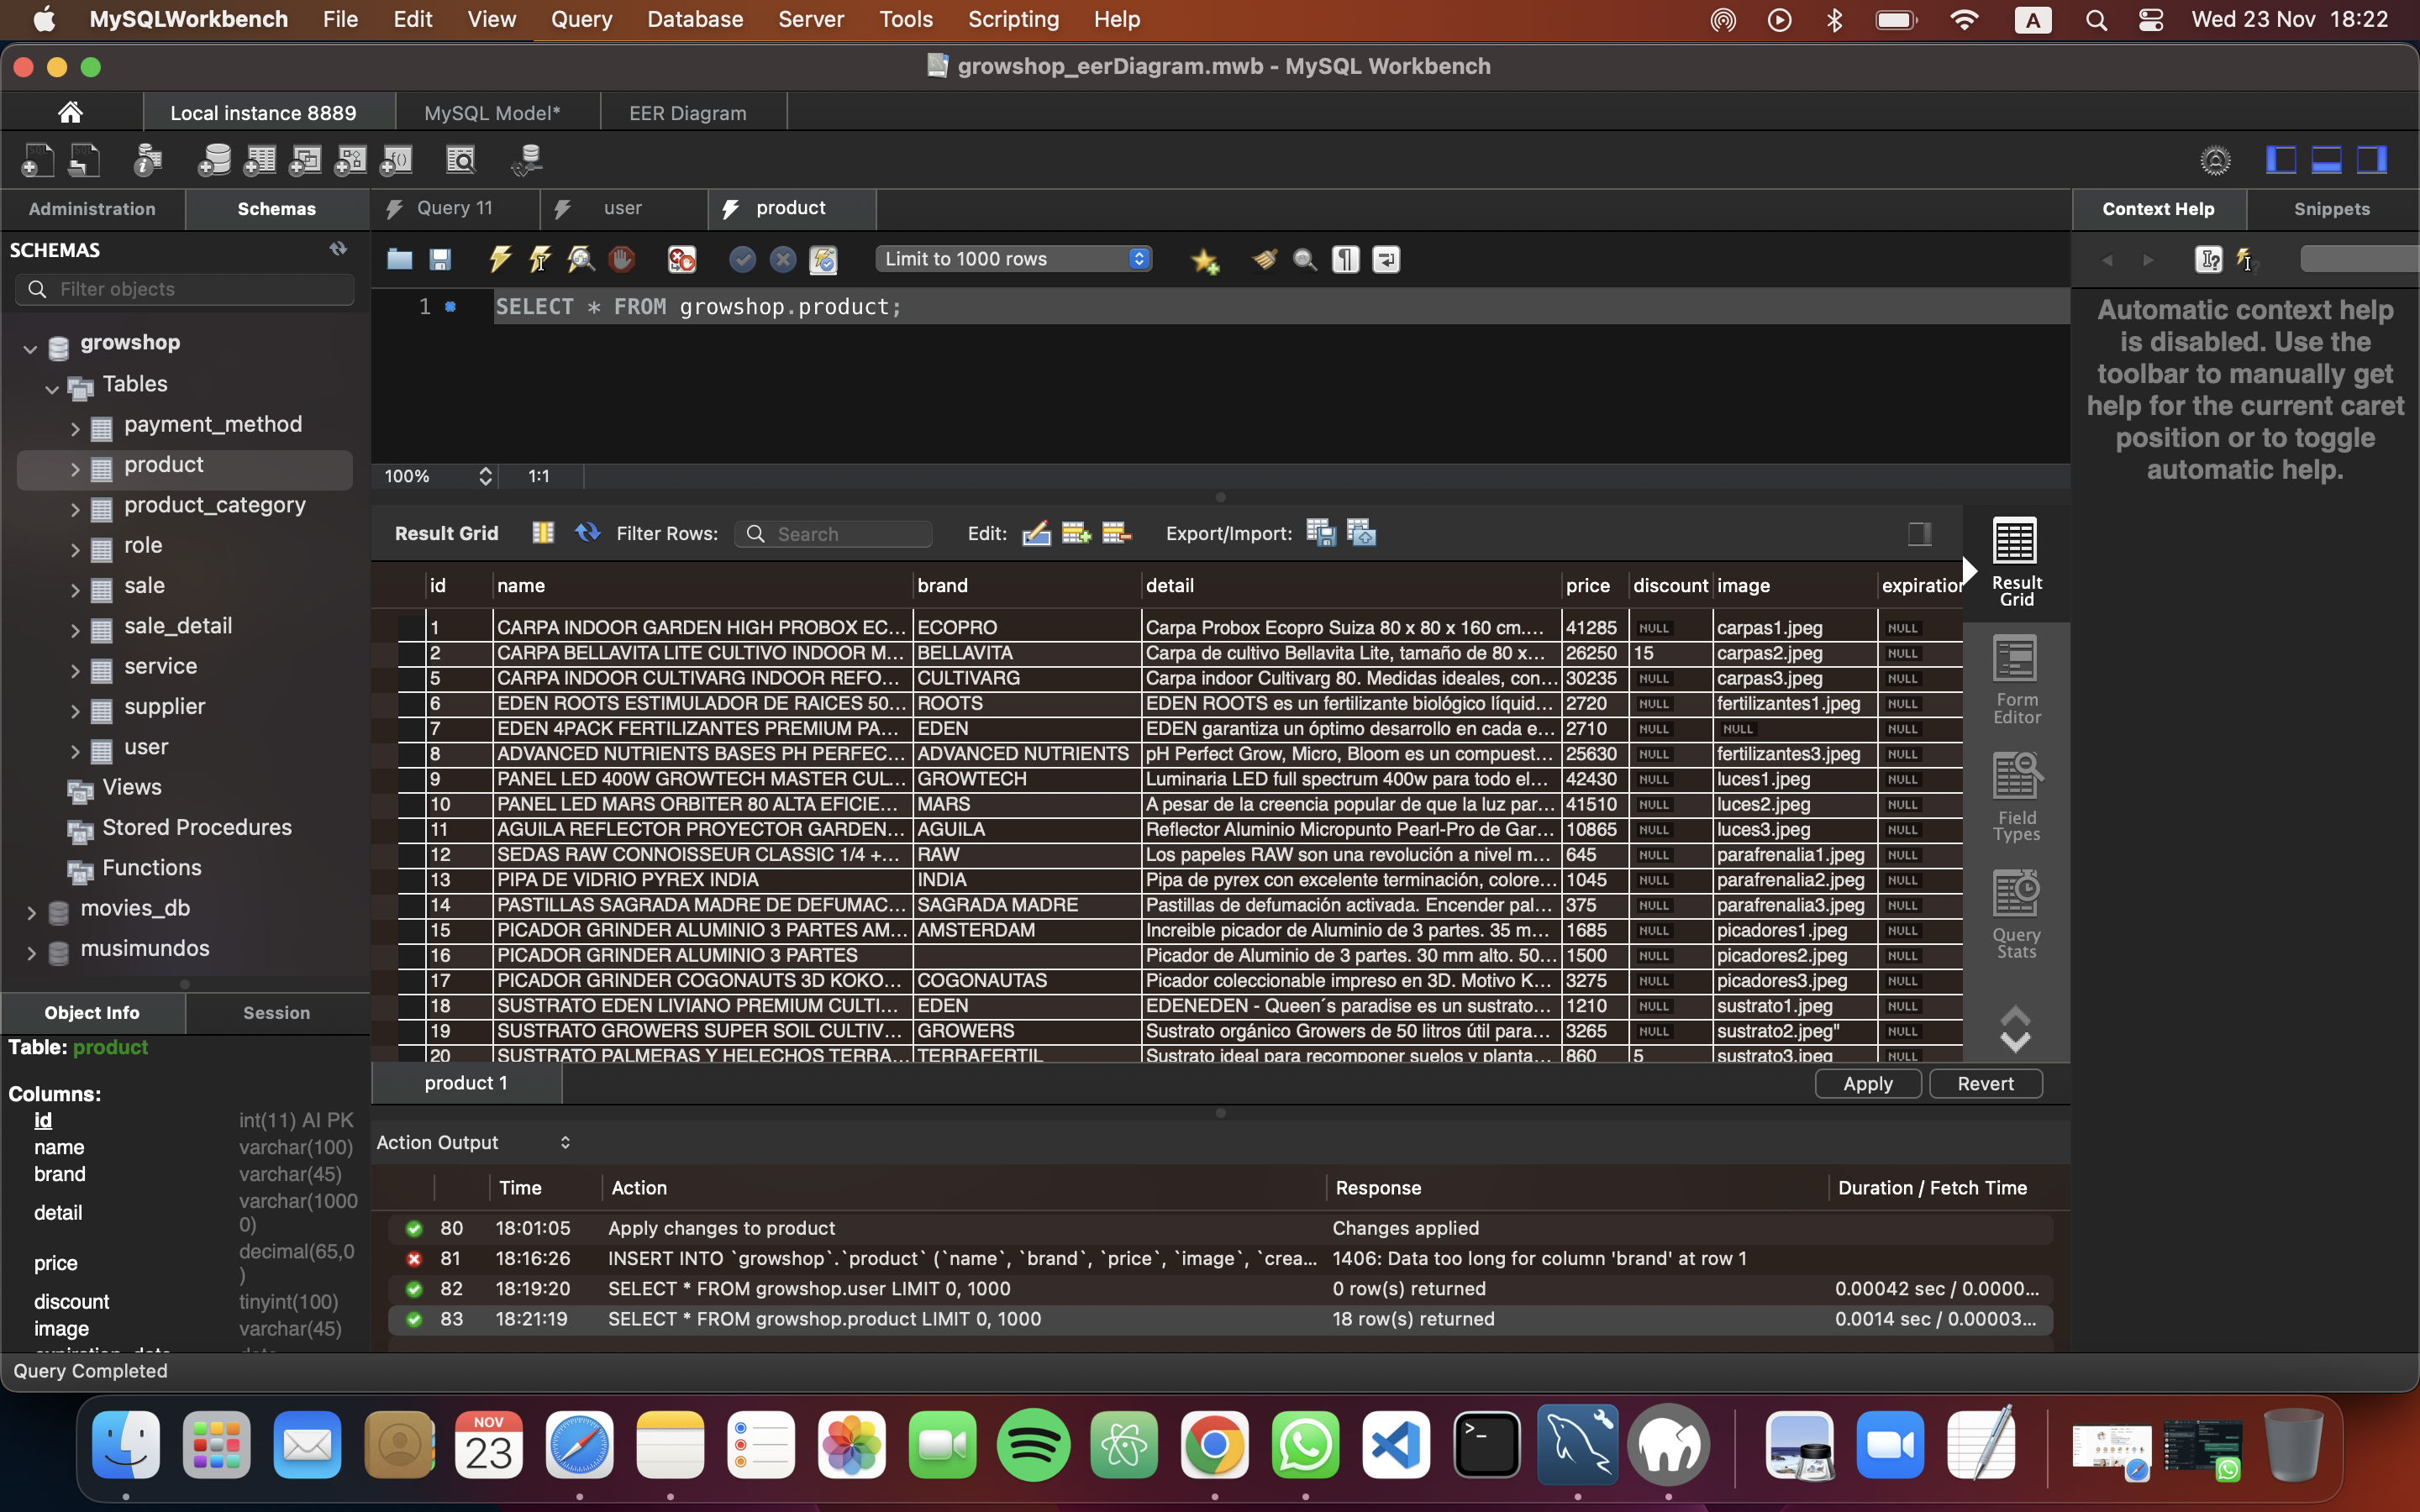 MySQLWorkbench File Edit View Query Database Server Tools Scripting Help A Wed 23 Nov 18:22
growshop_eerDiagram.mwb - MySQL Workbench
Local instance 8889 MySQL Model* EER Diagram
Administration Schemas Query 11 user product Context Help Snippets
SCHEMAS
Limit to 1000 rows
Filter objects
1 SELECT * FROM growshop.product;
Automatic context help
is disabled. Use the
toolbar to manually get
help for the current caret
position or to toggle
automatic help.
growshop
Tables
payment_method
product
product_category
role
sale
sale_detail
service
supplier
user
Views
Stored Procedures
Functions
movies_db
musimundos
100% 1:1
Result Grid Filter Rows: Search Edit: Export/Import:
id name brand detail price discount image expiration
1 CARPA INDOOR GARDEN HIGH PROBOX EC... ECOPRO Carpa Probox Ecopro Suiza 80 x 80 x 160 cm.... 41285 NULL carpas1.jpeg NULL
2 CARPA BELLAVITA LITE CULTIVO INDOOR M... BELLAVITA Carpa de cultivo Bellavita Lite, tamaño de 80 x... 26250 15 carpas2.jpeg NULL
5 CARPA INDOOR CULTIVARG INDOOR REFO... CULTIVARG Carpa indoor Cultivarg 80. Medidas ideales, con... 30235 NULL carpas3.jpeg NULL
6 EDEN ROOTS ESTIMULADOR DE RAICES 50... ROOTS EDEN ROOTS es un fertilizante biológico líquid... 2720 NULL fertilizantes1.jpeg NULL
7 EDEN 4PACK FERTILIZANTES PREMIUM PA... EDEN EDEN garantiza un óptimo desarrollo en cada e... 2710 NULL NULL NULL
8 ADVANCED NUTRIENTS BASES PH PERFEC... ADVANCED NUTRIENTS pH Perfect Grow, Micro, Bloom es un compuest... 25630 NULL fertilizantes3.jpeg NULL
9 PANEL LED 400W GROWTECH MASTER CUL... GROWTECH Luminaria LED full spectrum 400w para todo el... 42430 NULL luces1.jpeg NULL
10 PANEL LED MARS ORBITER 80 ALTA EFICIE... MARS A pesar de la creencia popular de que la luz par... 41510 NULL luces2.jpeg NULL
11 AGUILA REFLECTOR PROYECTOR GARDEN... AGUILA Reflector Aluminio Micropunto Pearl-Pro de Gar... 10865 NULL luces3.jpeg NULL
12 SEDAS RAW CONNOISSEUR CLASSIC 1/4 +... RAW Los papeles RAW son una revolución a nivel m... 645 NULL parafrenalia1.jpeg NULL
13 PIPA DE VIDRIO PYREX INDIA INDIA Pipa de pyrex con excelente terminación, colore... 1045 NULL parafrenalia2.jpeg NULL
14 PASTILLAS SAGRADA MADRE DE DEFUMAC... SAGRADA MADRE Pastillas de defumación activada. Encender pal... 375 NULL parafrenalia3.jpeg NULL
15 PICADOR GRINDER ALUMINIO 3 PARTES AM... AMSTERDAM Increible picador de Aluminio de 3 partes. 35 m... 1685 NULL picadores1.jpeg NULL
16 PICADOR GRINDER ALUMINIO 3 PARTES Picador de Aluminio de 3 partes. 30 mm alto. 50... 1500 NULL picadores2.jpeg NULL
17 PICADOR GRINDER COGONAUTS 3D KOKO... COGONAUTAS Picador coleccionable impreso en 3D. Motivo K... 3275 NULL picadores3.jpeg NULL
18 SUSTRATO EDEN LIVIANO PREMIUM CULTI... EDEN EDENEDEN - Queen´s paradise es un sustrato... 1210 NULL sustrato1.jpeg NULL
19 SUSTRATO GROWERS SUPER SOIL CULTIV... GROWERS Sustrato orgánico Growers de 50 litros útil para... 3265 NULL sustrato2.jpeg" NULL
20 SUSTRATO PALMERAS Y HELECHOS TERRA... TERRAFERTIL Sustrato ideal para recomponer suelos y planta... 860 5 sustrato3.jpeg NULL
Result
Grid
Form
Editor
Field
Types
Query
Stats
product 1 Apply Revert
Object Info Session
Table: product
Columns:
id int(11) AI PK
name varchar(100)
brand varchar(45)
detail varchar(1000
0)
price decimal(65,0
)
discount tinyint(100)
image varchar(45)
expiration_date date
Action Output
Time Action Response Duration / Fetch Time
80 18:01:05 Apply changes to product Changes applied
81 18:16:26 INSERT INTO `growshop`.`product` (`name`, `brand`, `price`, `image`, `crea... 1406: Data too long for column 'brand' at row 1
82 18:19:20 SELECT * FROM growshop.user LIMIT 0, 1000 0 row(s) returned 0.00042 sec / 0.0000...
83 18:21:19 SELECT * FROM growshop.product LIMIT 0, 1000 18 row(s) returned 0.0014 sec / 0.00003...
Query Completed
NOV
23